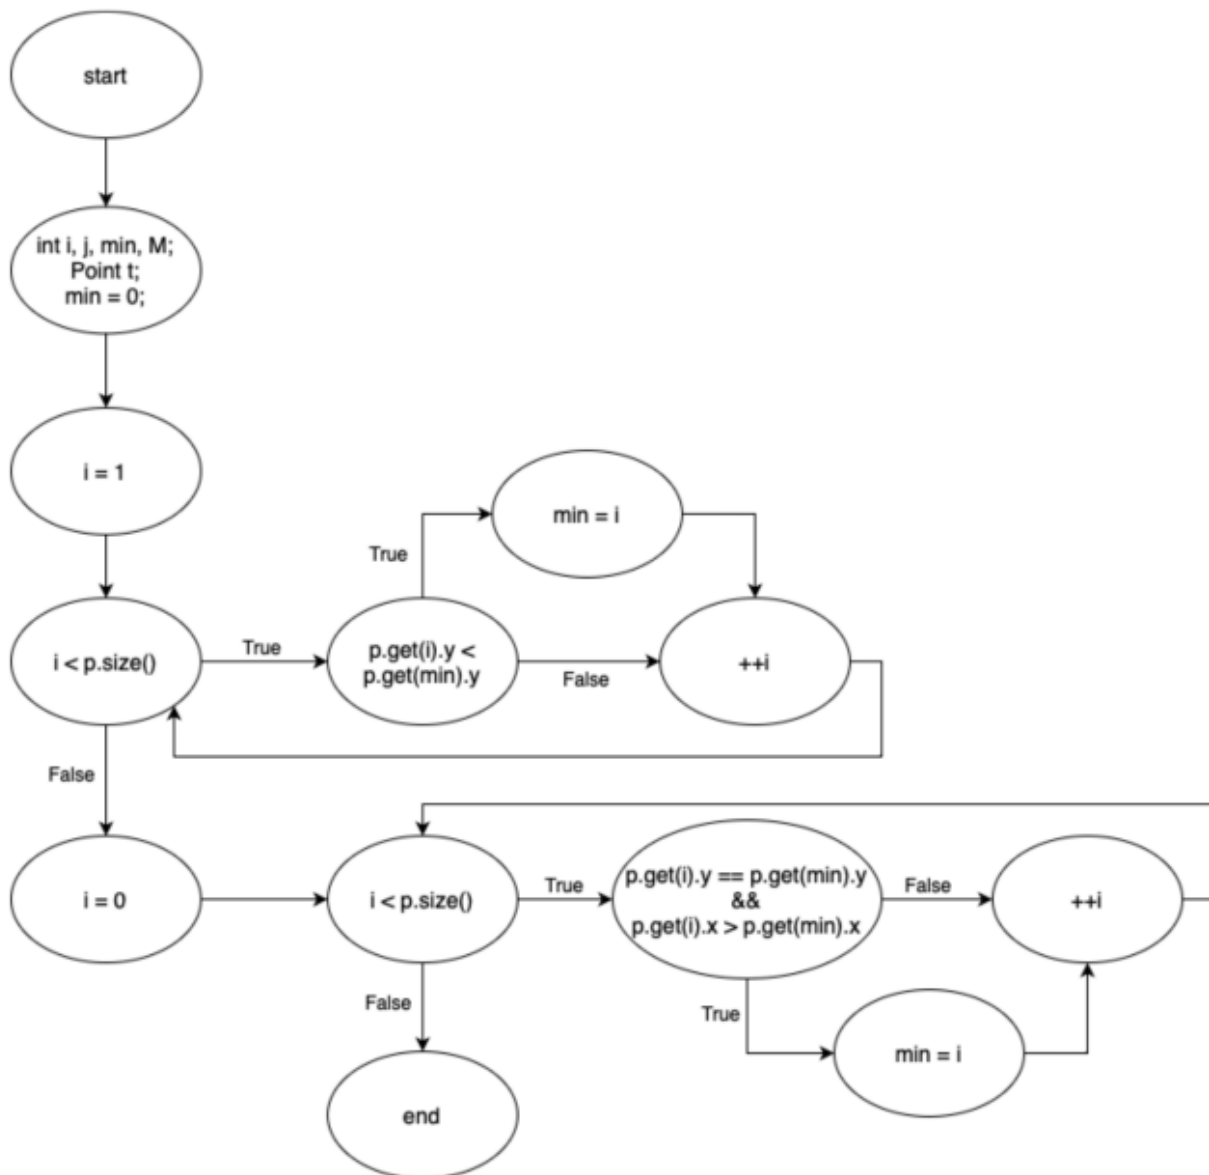 start
int i, j, min, M;
Point t;
min = 0;
i = 1
min = i
True
i < p.size()
True
p.get(i).y <
p.get(min).y
False
++i
False
i = 0
i < p.size()
True
p.get(i).y == p.get(min).y
&&
p.get(i).x > p.get(min).x
False
++i
False
True
min = i
end